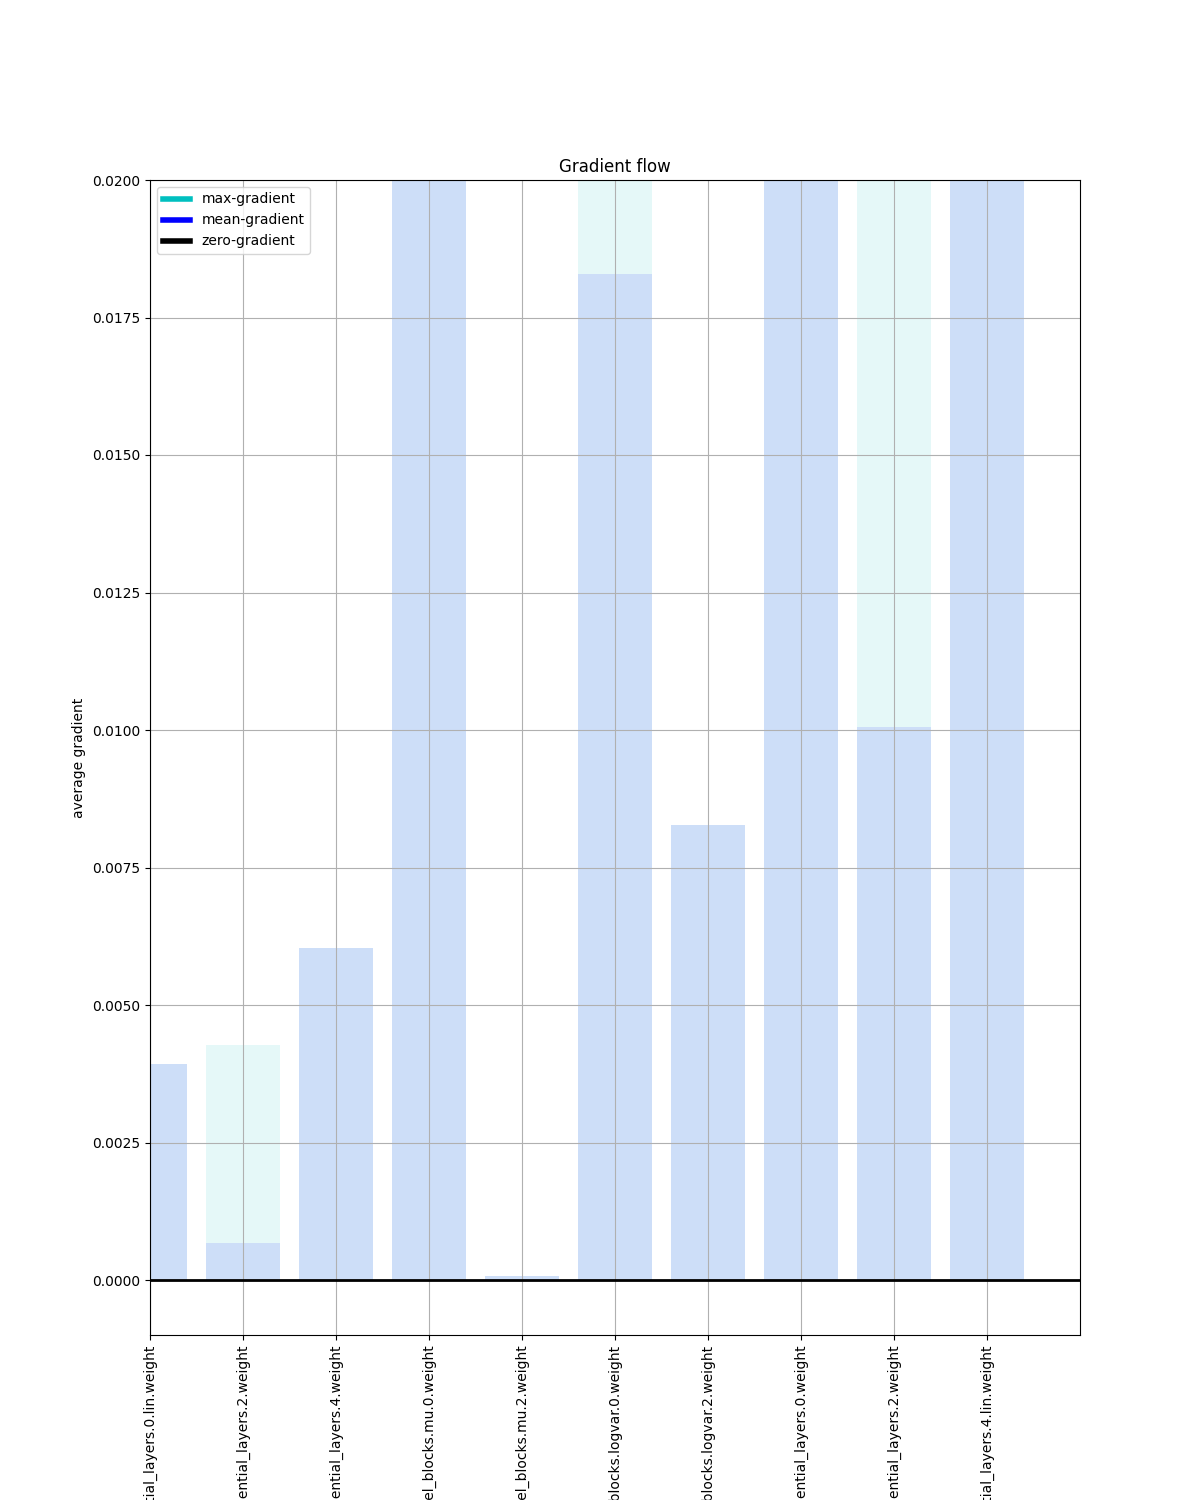 Gradient flow
max-gradient
mean-gradient
zero-gradient
0.0200
0.0175
0.0150
0.0125
0.0100
0.0075
0.0050
0.0025
0.0000
average gradient
tial_layers.0.lin.weight
ential_layers.2.weight
ential_layers.4.weight
el_blocks.mu.0.weight
el_blocks.mu.2.weight
blocks.logvar.0.weight
blocks.logvar.2.weight
ential_layers.0.weight
ential_layers.2.weight
tial_layers.4.lin.weight